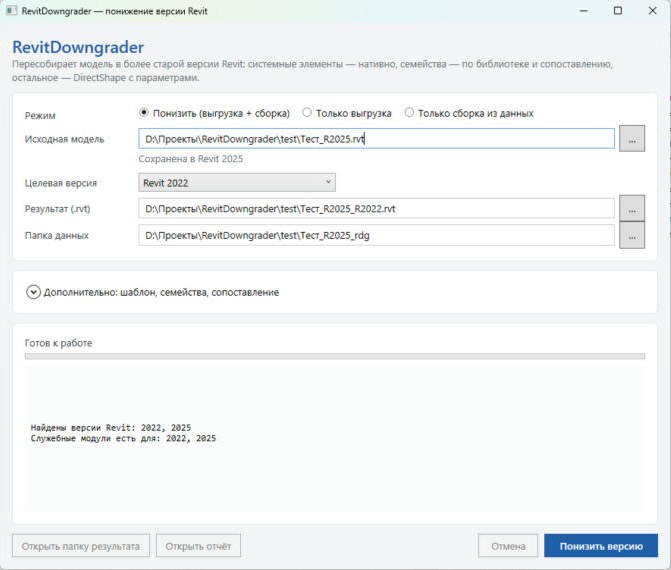 RevitDowngrader — понижение версии Revit
RevitDowngrader
Пересобирает модель в более старой версии Revit: системные элементы — нативно, семейства — по библиотеке и сопоставлению,
остальное — DirectShape с параметрами.
Режим
Понизить (выгрузка + сборка)
Только выгрузка
Только сборка из данных
Исходная модель
D:\Проекты\RevitDowngrader\test\Тест_R2025.rvt
...
Сохранена в Revit 2025
Целевая версия
Revit 2022
Результат (.rvt)
D:\Проекты\RevitDowngrader\test\Тест_R2025_R2022.rvt
...
Папка данных
D:\Проекты\RevitDowngrader\test\Тест_R2025_rdg
...
Дополнительно: шаблон, семейства, сопоставление
Готов к работе
Найдены версии Revit: 2022, 2025
Служебные модули есть для: 2022, 2025
Открыть папку результата
Открыть отчёт
Отмена
Понизить версию